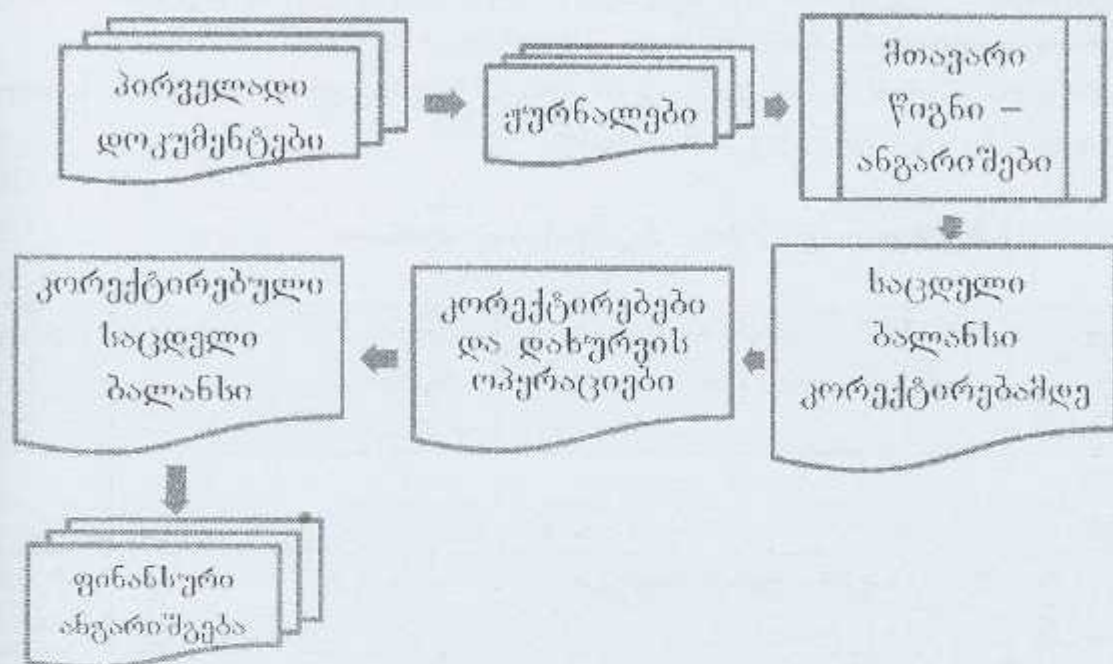 პირველადი
დოკუმენტები
ჟურნალები
მთავარი
წიგნი –
ანგარიშები
საცდელი
ბალანსი
კორექტირებამდე
კორექტირებები
და დახურვის
ოპერაციები
კორექტირებული
საცდელი
ბალანსი
ფინანსური
ანგარიშგება